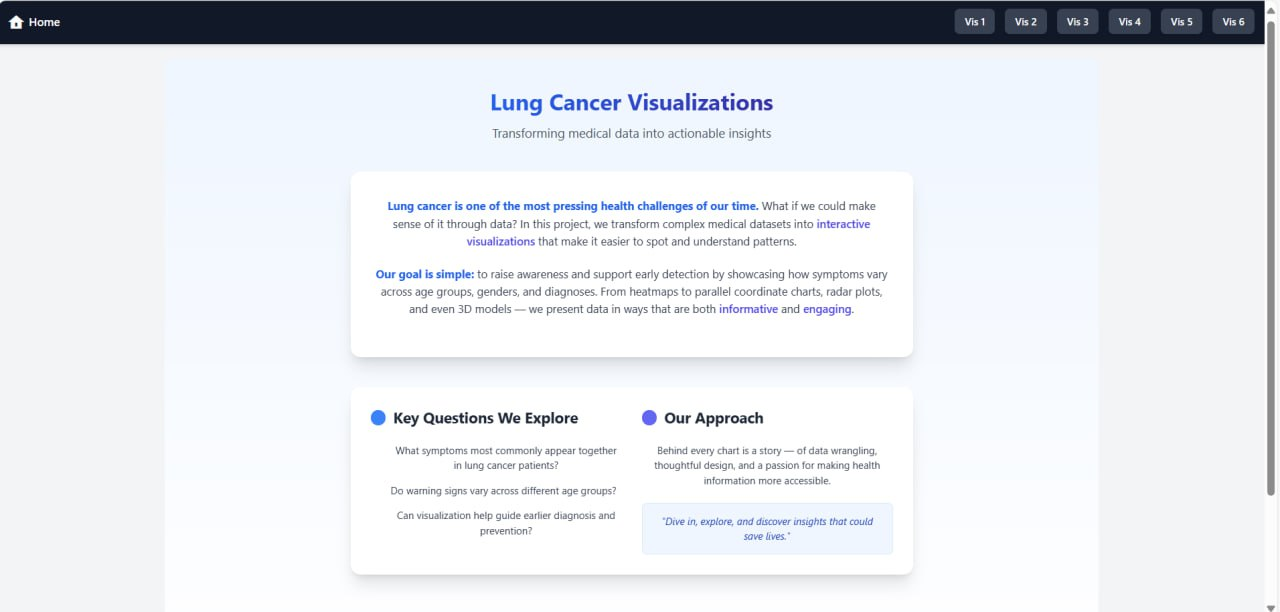 Home
Vis 1
Vis 2
Vis 3
Vis 4
Vis 5
Vis 6
Lung Cancer Visualizations
Transforming medical data into actionable insights
Lung cancer is one of the most pressing health challenges of our time. What if we could make
sense of it through data? In this project, we transform complex medical datasets into interactive
visualizations that make it easier to spot and understand patterns.
Our goal is simple: to raise awareness and support early detection by showcasing how symptoms vary
across age groups, genders, and diagnoses. From heatmaps to parallel coordinate charts, radar plots,
and even 3D models — we present data in ways that are both informative and engaging.
Key Questions We Explore
What symptoms most commonly appear together
in lung cancer patients?
Do warning signs vary across different age groups?
Can visualization help guide earlier diagnosis and
prevention?
Our Approach
Behind every chart is a story — of data wrangling,
thoughtful design, and a passion for making health
information more accessible.
"Dive in, explore, and discover insights that could
save lives."